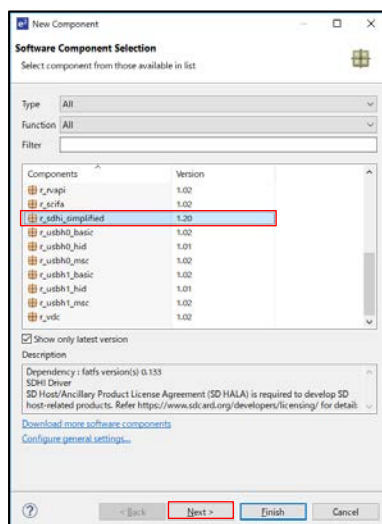 New Component
Software Component Selection
Select component from those available in list
Type All
Function All
Filter
Components Version
r_rvapi 1.02
r_scifa 1.02
r_sdhi_simplified 1.20
r_usbh0_basic 1.02
r_usbh0_hid 1.01
r_usbh0_msc 1.02
r_usbh1_basic 1.02
r_usbh1_hid 1.01
r_usbh1_msc 1.02
r_vdc 1.02
Show only latest version
Description
Dependency : fatfs version(s) 0.133
SDHI Driver
SD Host/Ancillary Product License Agreement (SD HALA) is required to develop SD
host-related products. Refer https://www.sdcard.org/developers/licensing/ for detail:
Download more software components
Configure general settings...
< Back Next > Finish Cancel